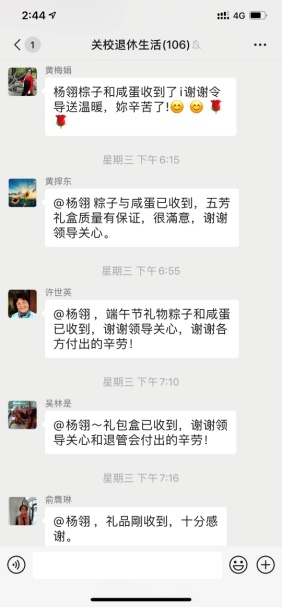 2:44
4G
1
关校退休生活(106)
黄梅娟
杨翎棕子和咸蛋收到了i谢谢令
导送温暖，妳辛苦了!😊 😊 🌹
🌹
星期三 下午6:15
黄捍东
@杨翎 粽子与咸蛋已收到，五芳
礼盒质量有保证，很滿意，谢谢
领导关心。
星期三 下午6:55
许世英
@杨翎 ，端午节礼物粽子和咸蛋
已收到，谢谢领导关心，谢谢各
方付出的辛劳！
星期三 下午7:10
吴林是
@杨翎～礼包盒已收到，谢谢领
导关心和退管会付出的辛劳！
星期三 下午7:16
俞膺琳
@杨翎 ，礼品刚收到，十分感
谢。